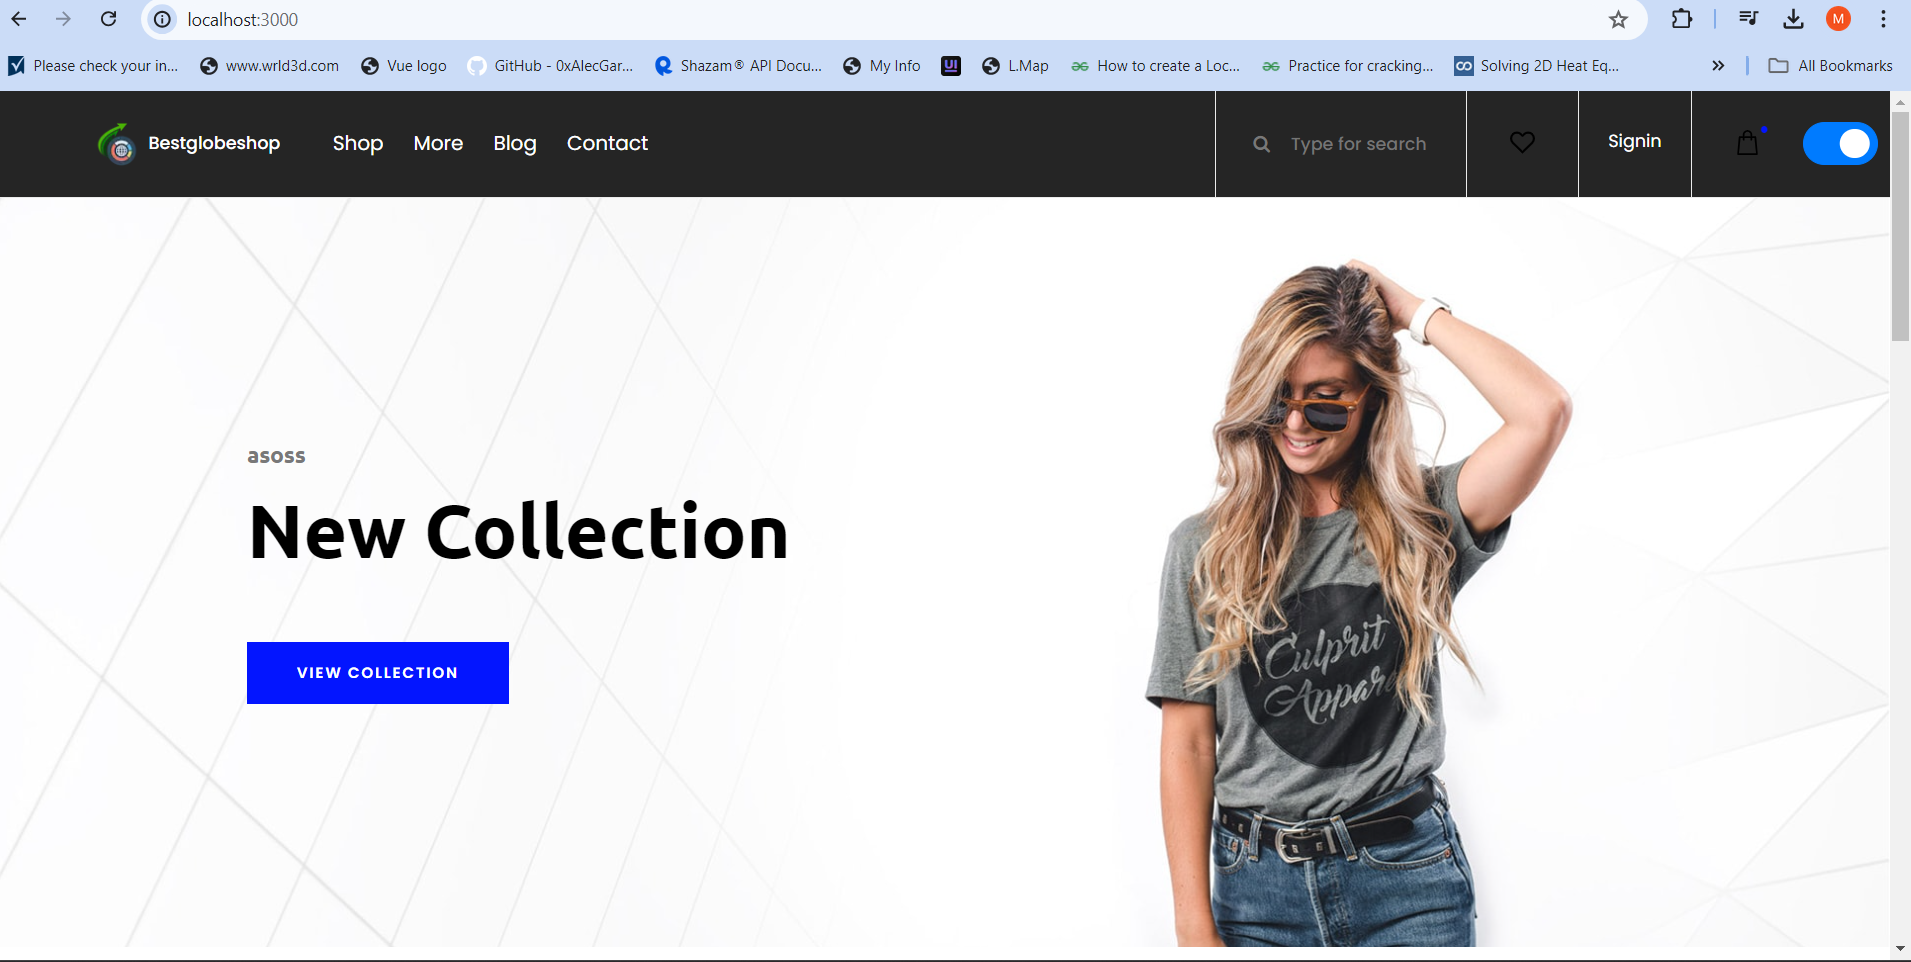 localhost:3000
M
Please check your in...
www.wrld3d.com
Vue logo
GitHub - 0xAlecGar...
Shazam® API Docu...
My Info
UI
L.Map
How to create a Loc...
Practice for cracking...
Solving 2D Heat Eq...
All Bookmarks
Bestglobeshop
Shop
More
Blog
Contact
Type for search
Signin
asoss
New Collection
VIEW COLLECTION
Culprit
Appare